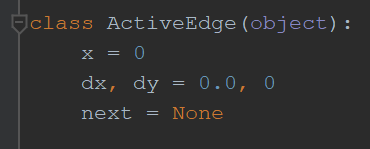 class ActiveEdge(object):
    x = 0
    dx, dy = 0.0, 0
    next = None